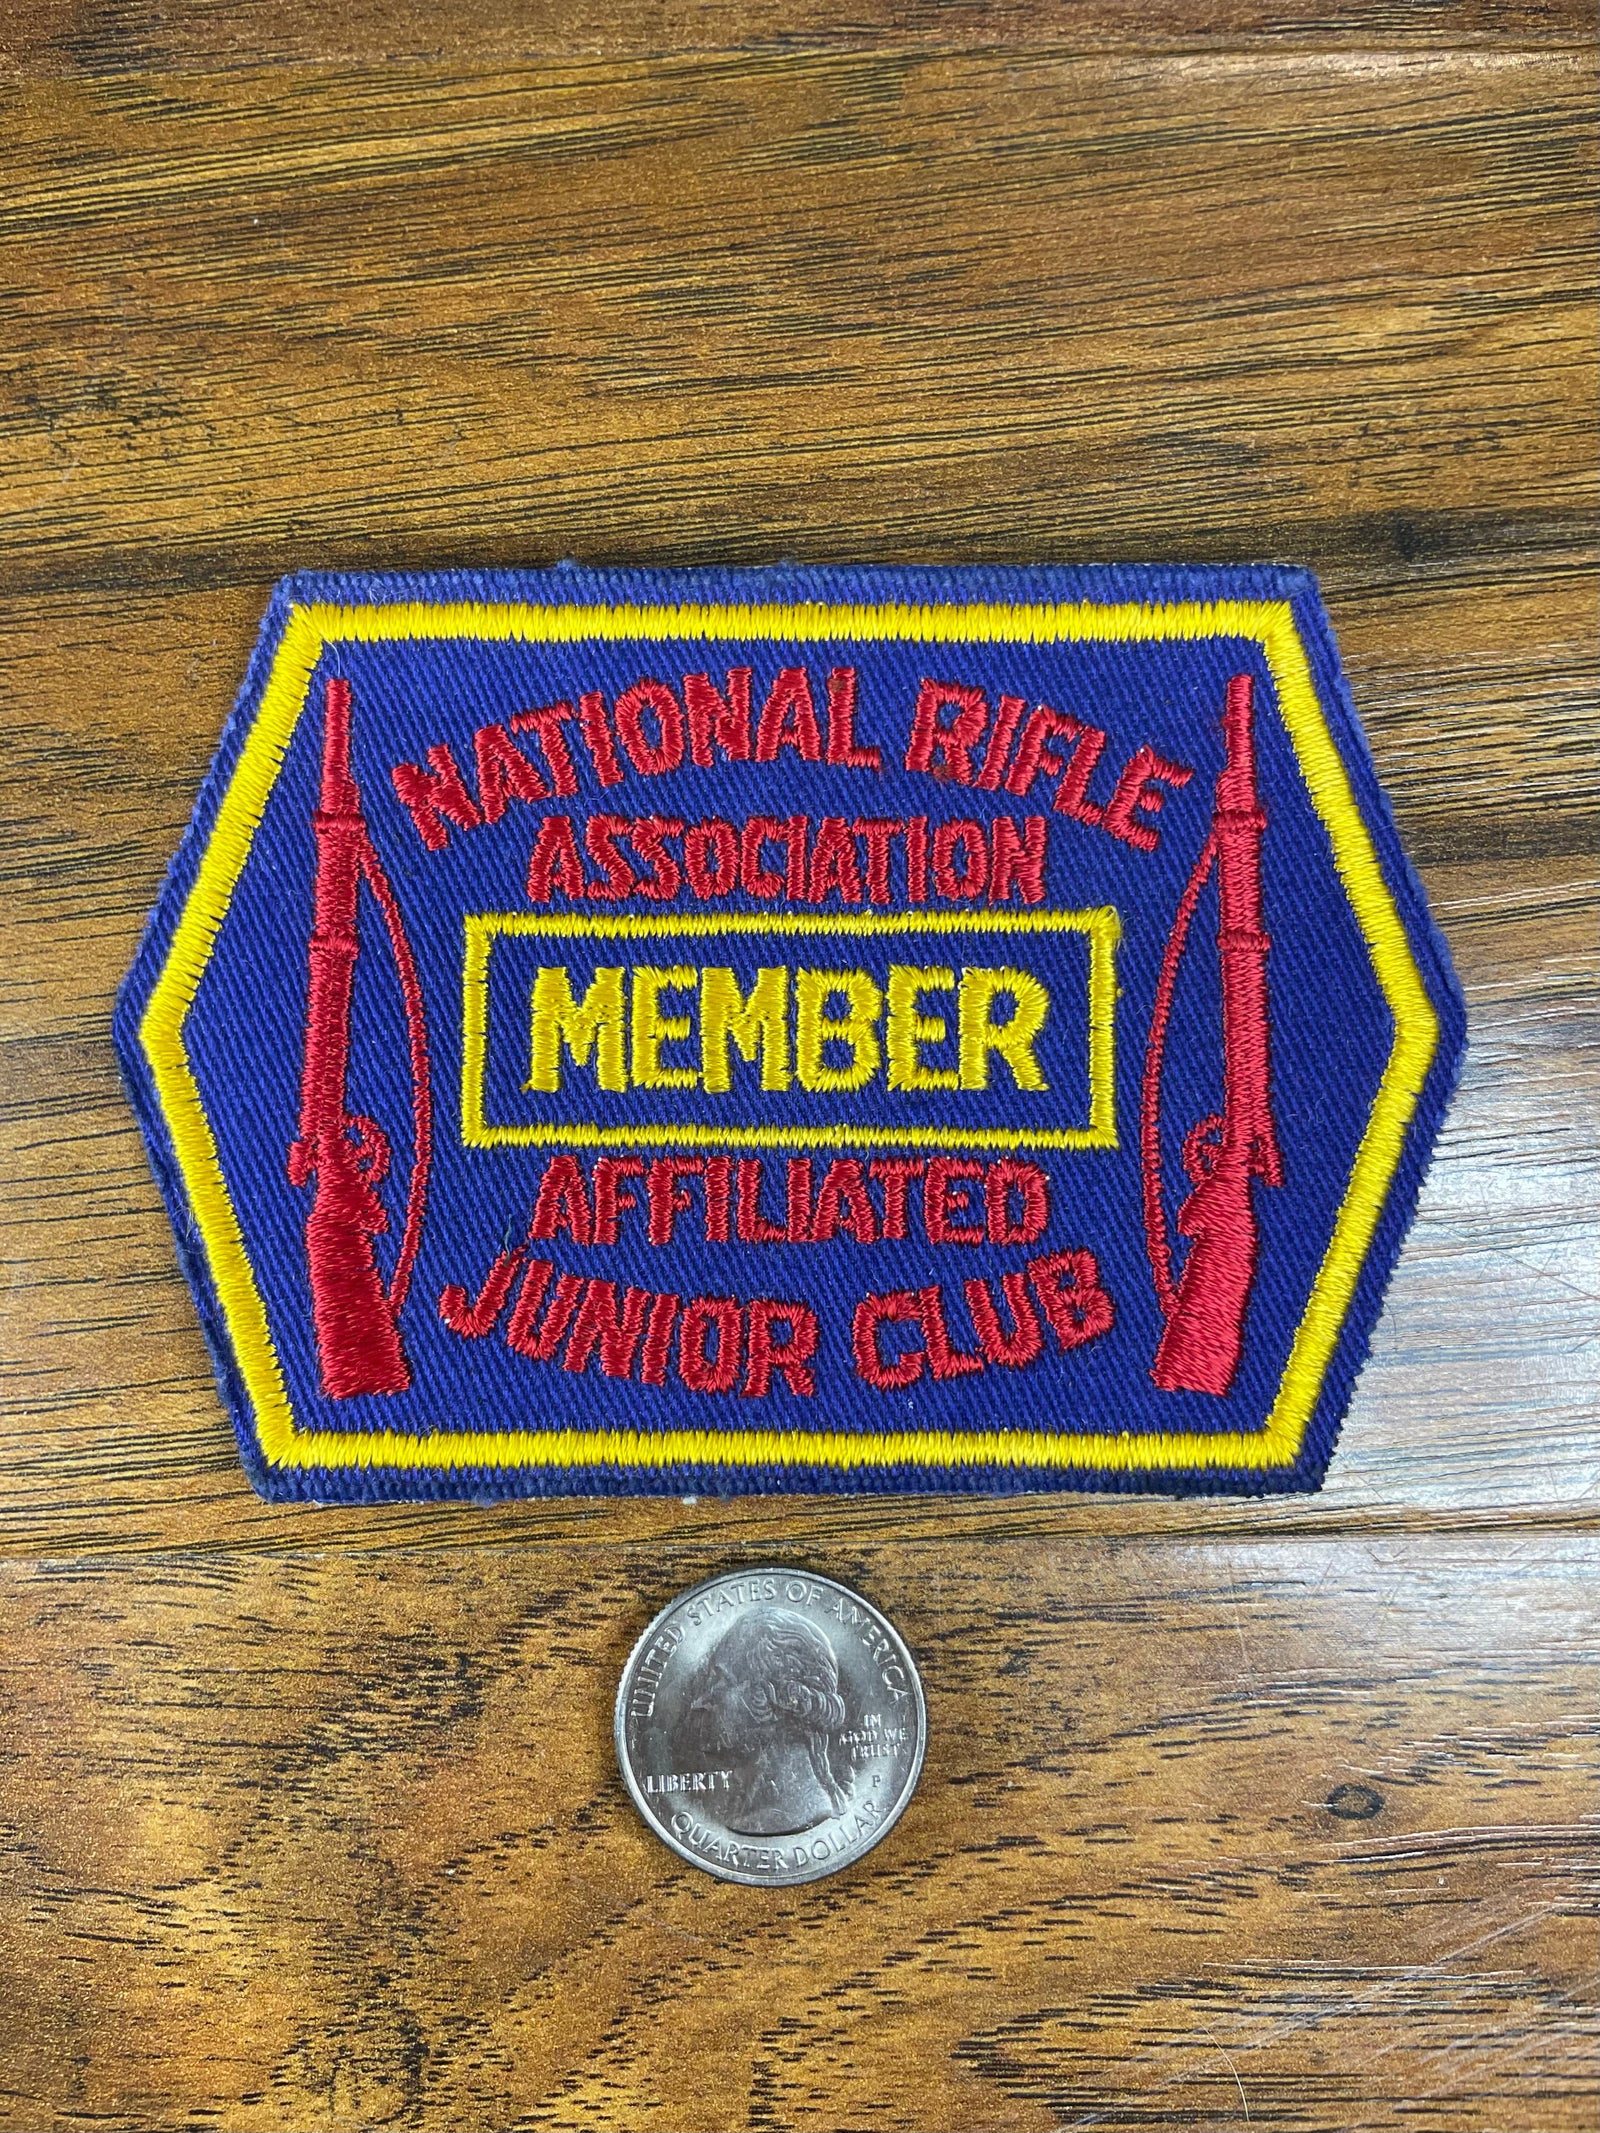 NATIONAL RIFLE
ASSOCIATION
MEMBER
AFFILIATED
JUNIOR CLUB
UNITED STATES OF AMERICA
IN
GOD WE
TRUST
LIBERTY
P
QUARTER DOLLAR